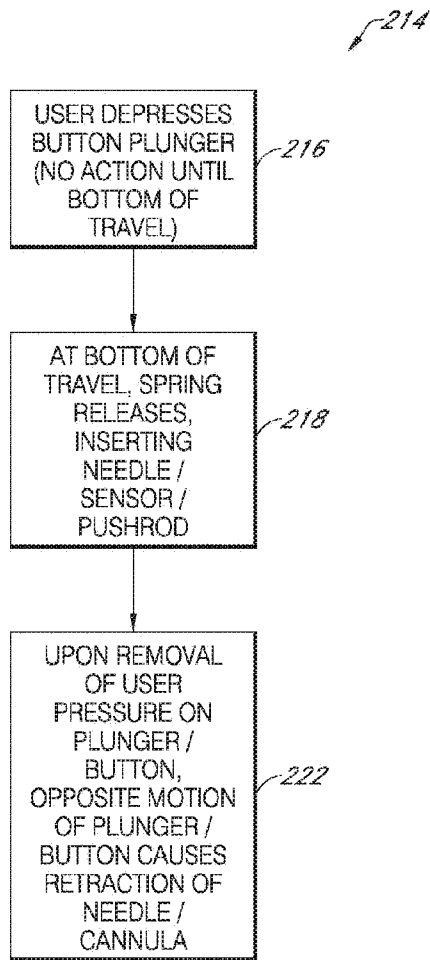 214
USER DEPRESSES
BUTTON PLUNGER
(NO ACTION UNTIL
BOTTOM OF
TRAVEL)
216
AT BOTTOM OF
TRAVEL, SPRING
RELEASES,
INSERTING
NEEDLE /
SENSOR /
PUSHROD
218
UPON REMOVAL
OF USER
PRESSURE ON
PLUNGER /
BUTTON,
OPPOSITE MOTION
OF PLUNGER /
BUTTON CAUSES
RETRACTION OF
NEEDLE /
CANNULA
222